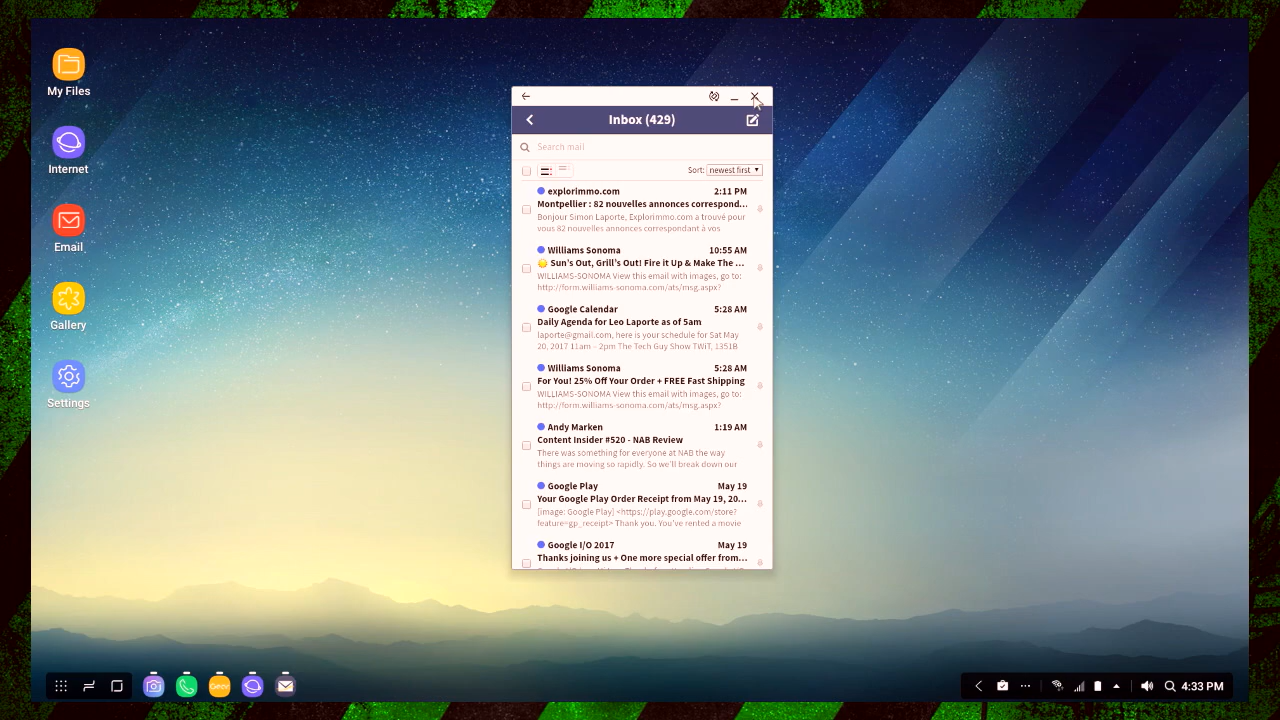 My Files
Internet
Email
Gallery
Settings
Inbox (429)
Search mail
Sort: newest first
explorimmo.com 2:11 PM
Montpellier : 82 nouvelles annonces correspond...
Bonjour Simon Laporte, Explorimmo.com a trouvé pour
vous 82 nouvelles annonces correspondant à vos
Williams Sonoma 10:55 AM
Sun's Out, Grill's Out! Fire it Up & Make The ...
WILLIAMS-SONOMA View this email with images, go to:
http://form.williams-sonoma.com/ats/msg.aspx?
Google Calendar 5:28 AM
Daily Agenda for Leo Laporte as of 5am
laporte@gmail.com, here is your schedule for Sat May
20, 2017 11am - 2pm The Tech Guy Show TWiT, 1351B
Williams Sonoma 5:28 AM
For You! 25% Off Your Order + FREE Fast Shipping
WILLIAMS-SONOMA View this email with images, go to:
http://form.williams-sonoma.com/ats/msg.aspx?
Andy Marken 1:19 AM
Content Insider #520 - NAB Review
There was something for everyone at NAB the way
things are moving so rapidly. So we'll break down our
Google Play May 19
Your Google Play Order Receipt from May 19, 20...
[image: Google Play] <https://play.google.com/store?
feature=gp_receipt> Thank you. You've rented a movie
Google I/O 2017 May 19
Thanks joining us + One more special offer from...
4:33 PM